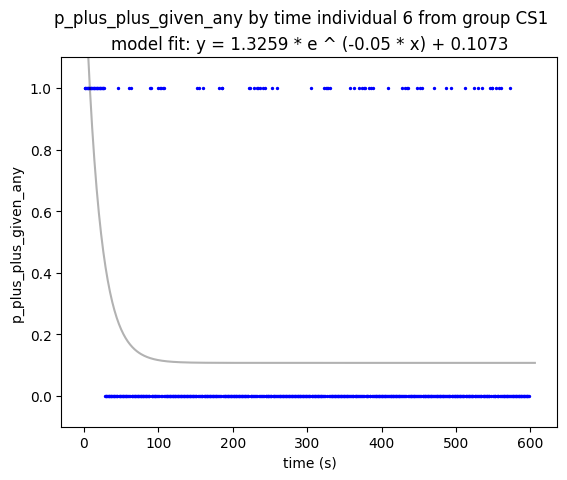 p_plus_plus_given_any by time individual 6 from group CS1
model fit: y = 1.3259 * e ^ (-0.05 * x) + 0.1073
1.0
0.8
0.6
0.4
0.2
0.0
p_plus_plus_given_any
0 100 200 300 400 500 600
time (s)